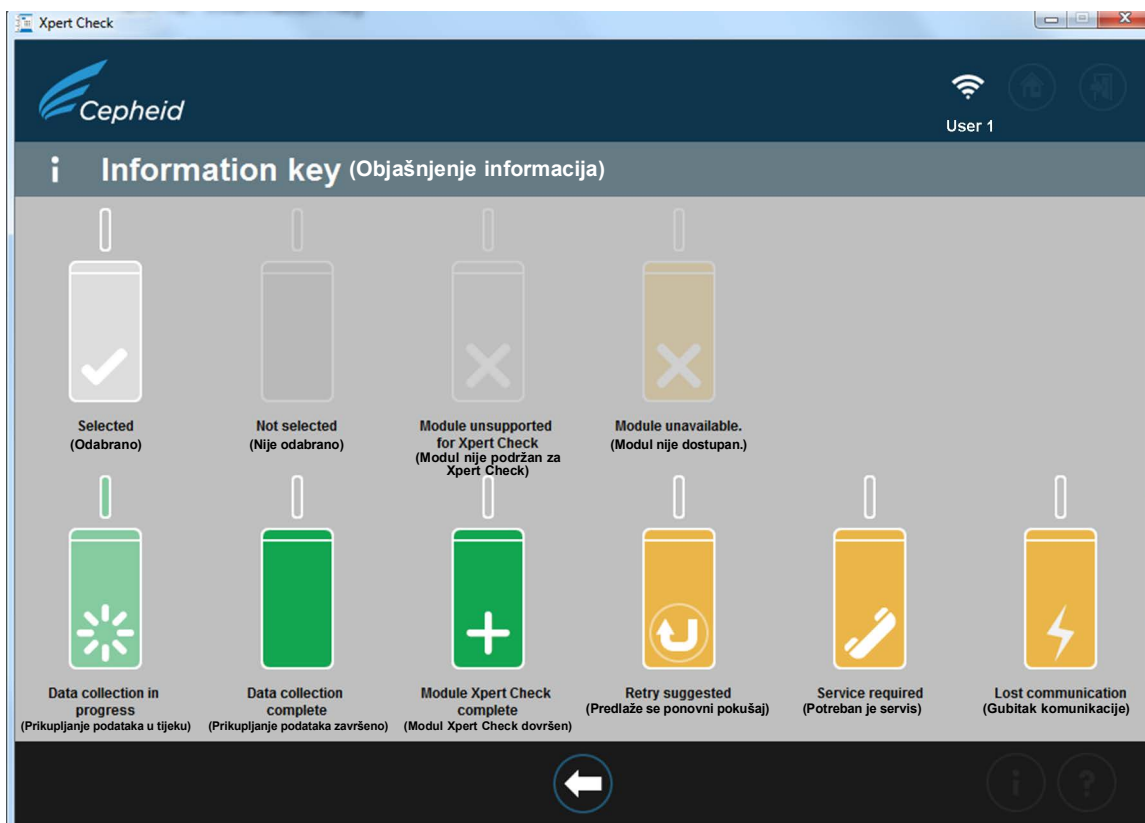 Xpert Check
Cepheid
User 1
i Information key (Objašnjenje informacija)
Selected
(Odabrano)
Not selected
(Nije odabrano)
Module unsupported
for Xpert Check
(Modul nije podržan za
Xpert Check)
Module unavailable.
(Modul nije dostupan.)
Data collection in
progress
(Prikupljanje podataka u tijeku)
Data collection
complete
(Prikupljanje podataka završeno)
Module Xpert Check
complete
(Modul Xpert Check dovršen)
Retry suggested
(Predlaže se ponovni pokušaj)
Service required
(Potreban je servis)
Lost communication
(Gubitak komunikacije)
i ?